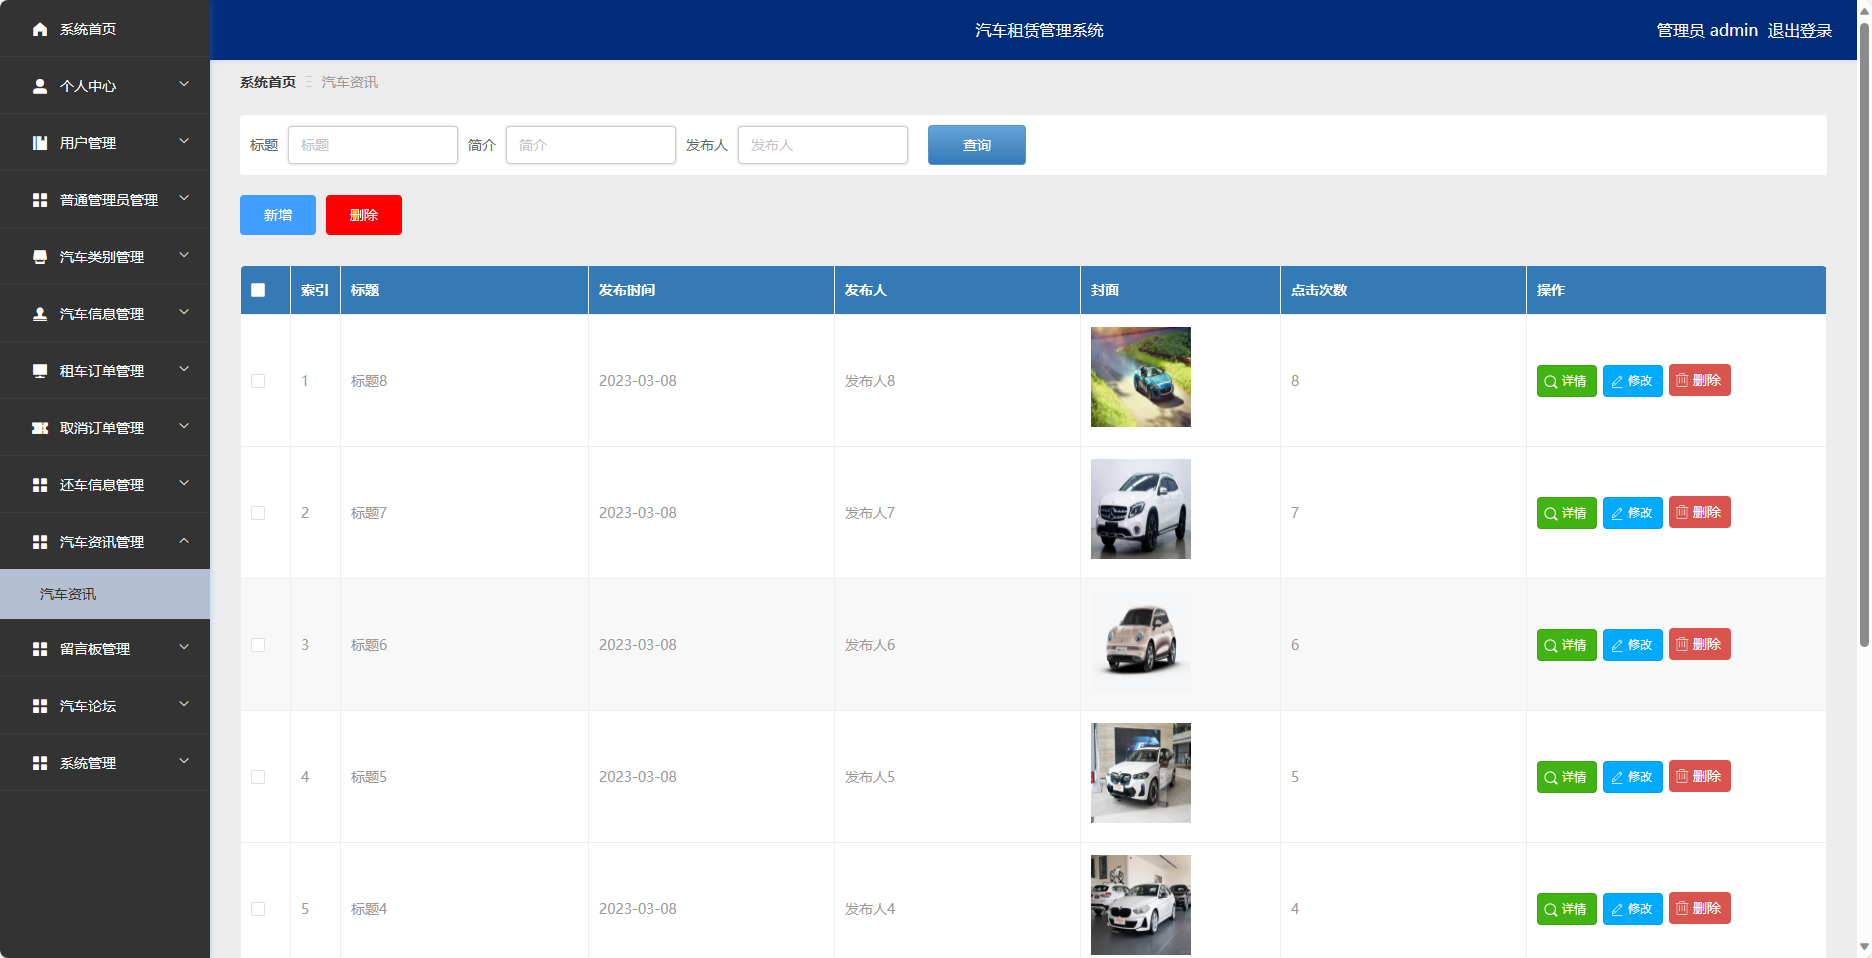 汽车租赁管理系统
管理员 admin 退出登录
系统首页
个人中心
用户管理
普通管理员管理
汽车类别管理
汽车信息管理
租车订单管理
取消订单管理
还车信息管理
汽车资讯管理
汽车资讯
留言板管理
汽车论坛
系统管理
系统首页 汽车资讯
标题 标题 简介 简介 发布人 发布人 查询
新增 删除
索引 标题 发布时间 发布人 封面 点击次数 操作
1 标题8 2023-03-08 发布人8 8 详情 修改 删除
2 标题7 2023-03-08 发布人7 7 详情 修改 删除
3 标题6 2023-03-08 发布人6 6 详情 修改 删除
4 标题5 2023-03-08 发布人5 5 详情 修改 删除
5 标题4 2023-03-08 发布人4 4 详情 修改 删除